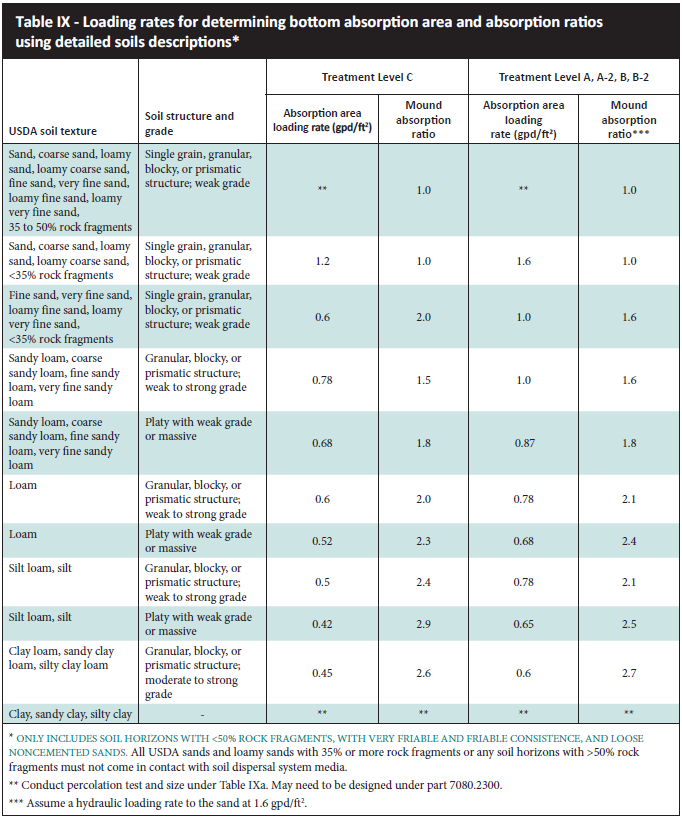 Table IX - Loading rates for determining bottom absorption area and absorption ratios
using detailed soils descriptions*
Treatment Level C
Treatment Level A, A-2, B, B-2
USDA soil texture
Soil structure and
grade
Absorption area
loading rate (gpd/ft²)
Mound
absorption
ratio
Absorption area
loading
rate (gpd/ft²)
Mound
absorption
ratio***
Sand, coarse sand, loamy
sand, loamy coarse sand,
fine sand, very fine sand,
loamy fine sand, loamy
very fine sand,
35 to 50% rock fragments
Single grain, granular,
blocky, or prismatic
structure; weak grade
**
1.0
**
1.0
Sand, coarse sand, loamy
sand, loamy coarse sand,
<35% rock fragments
Single grain, granular,
blocky, or prismatic
structure; weak grade
1.2
1.0
1.6
1.0
Fine sand, very fine sand,
loamy fine sand, loamy
very fine sand,
<35% rock fragments
Single grain, granular,
blocky, or prismatic
structure; weak grade
0.6
2.0
1.0
1.6
Sandy loam, coarse
sandy loam, fine sandy
loam, very fine sandy
loam
Granular, blocky, or
prismatic structure;
weak to strong grade
0.78
1.5
1.0
1.6
Sandy loam, coarse
sandy loam, fine sandy
loam, very fine sandy
loam
Platy with weak grade
or massive
0.68
1.8
0.87
1.8
Loam
Granular, blocky, or
prismatic structure;
weak to strong grade
0.6
2.0
0.78
2.1
Loam
Platy with weak grade
or massive
0.52
2.3
0.68
2.4
Silt loam, silt
Granular, blocky, or
prismatic structure;
weak to strong grade
0.5
2.4
0.78
2.1
Silt loam, silt
Platy with weak grade
or massive
0.42
2.9
0.65
2.5
Clay loam, sandy clay
loam, silty clay loam
Granular, blocky, or
prismatic structure;
moderate to strong
grade
0.45
2.6
0.6
2.7
Clay, sandy clay, silty clay
-
**
**
**
**
* ONLY INCLUDES SOIL HORIZONS WITH <50% ROCK FRAGMENTS, WITH VERY FRIABLE AND FRIABLE CONSISTENCE, AND LOOSE
NONCEMENTED SANDS. All USDA sands and loamy sands with 35% or more rock fragments or any soil horizons with >50% rock
fragments must not come in contact with soil dispersal system media.
** Conduct percolation test and size under Table IXa. May need to be designed under part 7080.2300.
*** Assume a hydraulic loading rate to the sand at 1.6 gpd/ft².